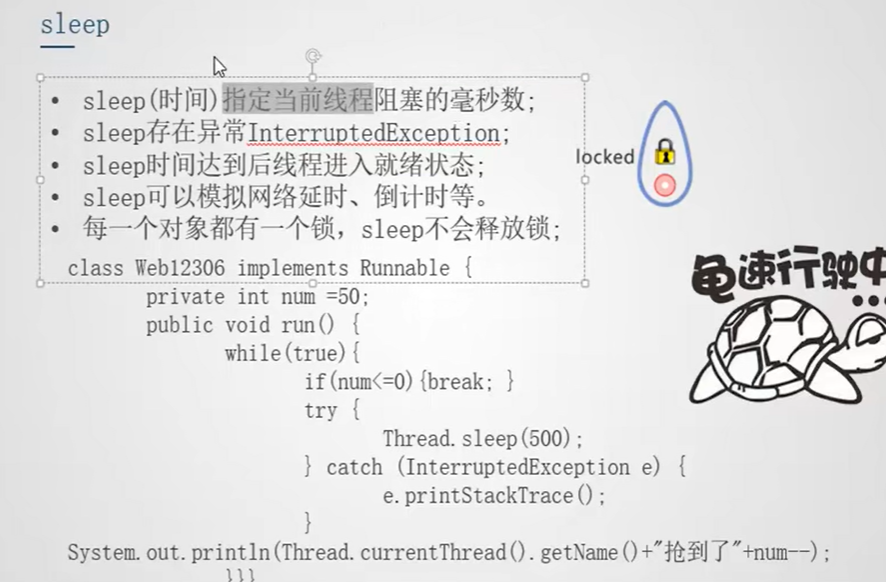 sleep
• sleep(时间)指定当前线程阻塞的毫秒数;
• sleep存在异常InterruptedException;
• sleep时间达到后线程进入就绪状态;
• sleep可以模拟网络延时、倒计时等。
• 每一个对象都有一个锁，sleep不会释放锁;
locked
龟速行驶中
class Web12306 implements Runnable {
private int num =50;
public void run() {
while(true){
if(num<=0){break; }
try {
Thread.sleep(500);
} catch (InterruptedException e) {
e.printStackTrace();
}
System.out.println(Thread.currentThread().getName()+"抢到了"+num--);
}}}